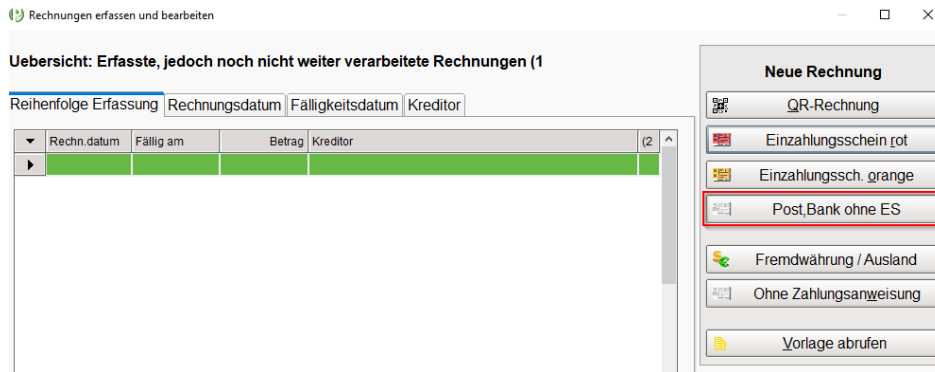 Rechnungen erfassen und bearbeiten
Uebersicht: Erfasste, jedoch noch nicht weiter verarbeitete Rechnungen (1
Reihenfolge Erfassung Rechnungsdatum Fälligkeitsdatum Kreditor
Rechn.datum Fällig am Betrag Kreditor (2
Neue Rechnung
QR-Rechnung
Einzahlungsschein rot
Einzahlungssch. orange
Post,Bank ohne ES
Fremdwährung / Ausland
Ohne Zahlungsanweisung
Vorlage abrufen